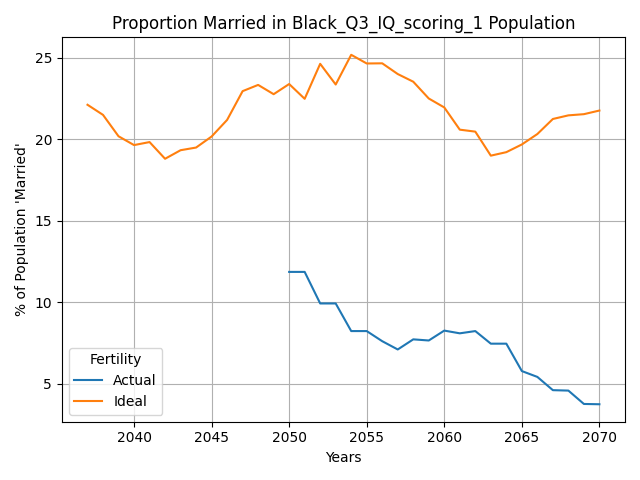 Proportion Married in Black_Q3_IQ_scoring_1 Population
% of Population 'Married'
25
20
15
10
5
Fertility
Actual
Ideal
2040
2045
2050
2055
2060
2065
2070
Years